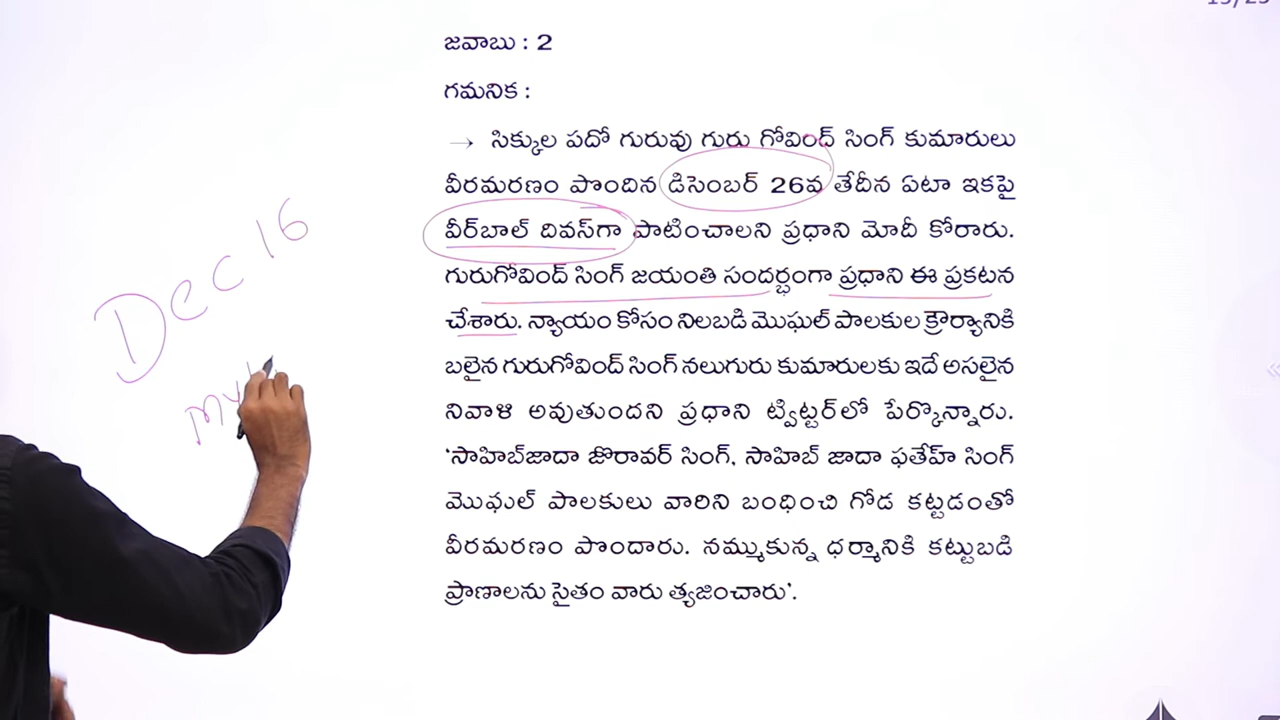 జవాబు : 2
గమనిక :
→ సిక్కుల పదో గురువు గురు గోవింద్ సింగ్ కుమారులు
వీరమరణం పొందిన డిసెంబర్ 26వ తేదీన ఏటా ఇకపై
వీర్‌బాల్ దివస్‌గా పాటించాలని ప్రధాని మోదీ కోరారు.
గురుగోవింద్ సింగ్ జయంతి సందర్భంగా ప్రధాని ఈ ప్రకటన
చేశారు. న్యాయం కోసం నిలబడి మొఘల్ పాలకుల క్రౌర్యానికి
బలైన గురుగోవింద్ సింగ్ నలుగురు కుమారులకు ఇదే అసలైన
నివాళి అవుతుందని ప్రధాని ట్విట్టర్‌లో పేర్కొన్నారు.
‘సాహిబ్‌జాదా జొరావర్ సింగ్, సాహిబ్ జాదా ఫతేహ్ సింగ్
మొఘల్ పాలకులు వారిని బంధించి గోడ కట్టడంతో
వీరమరణం పొందారు. నమ్ముకున్న ధర్మానికి కట్టుబడి
ప్రాణాలను సైతం వారు త్యజించారు’.
Dec 16